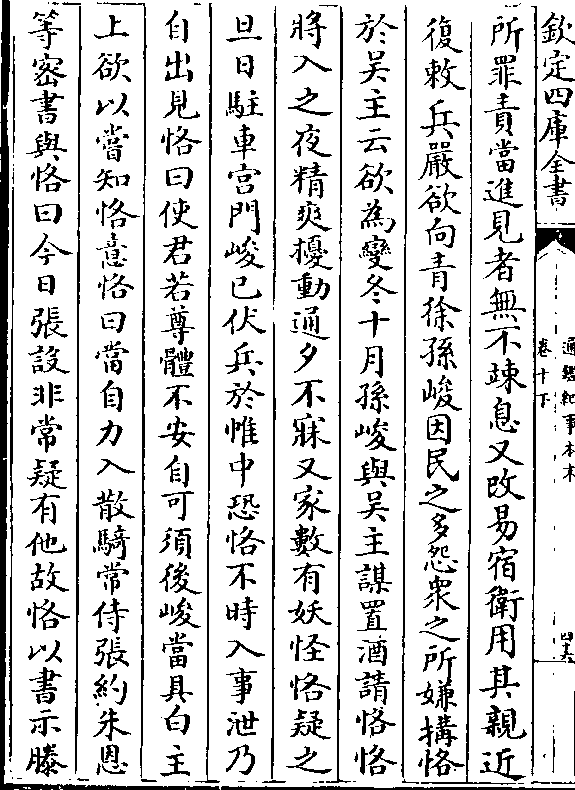 欽定四庫全書
通鑑紀事本末
卷十下
所罪責當進見者無不竦息又改易宿衛用其親近
復敕兵嚴欲向青徐孫峻因民之多怨衆之所嫌搆恪
於吴主云欲為變冬十月孫峻與吴主謀置酒請恪恪
將入之夜精爽擾動通夕不寐又家數有妖怪恪疑之
旦日駐車宫門峻已伏兵於帷中恐恪不時入事泄乃
自出見恪曰使君若尊體不安自可須後峻當具白主
上欲以嘗知恪意恪曰當自力入散騎常侍張約朱恩
等密書與恪曰今日張設非常疑有他故恪以書示滕